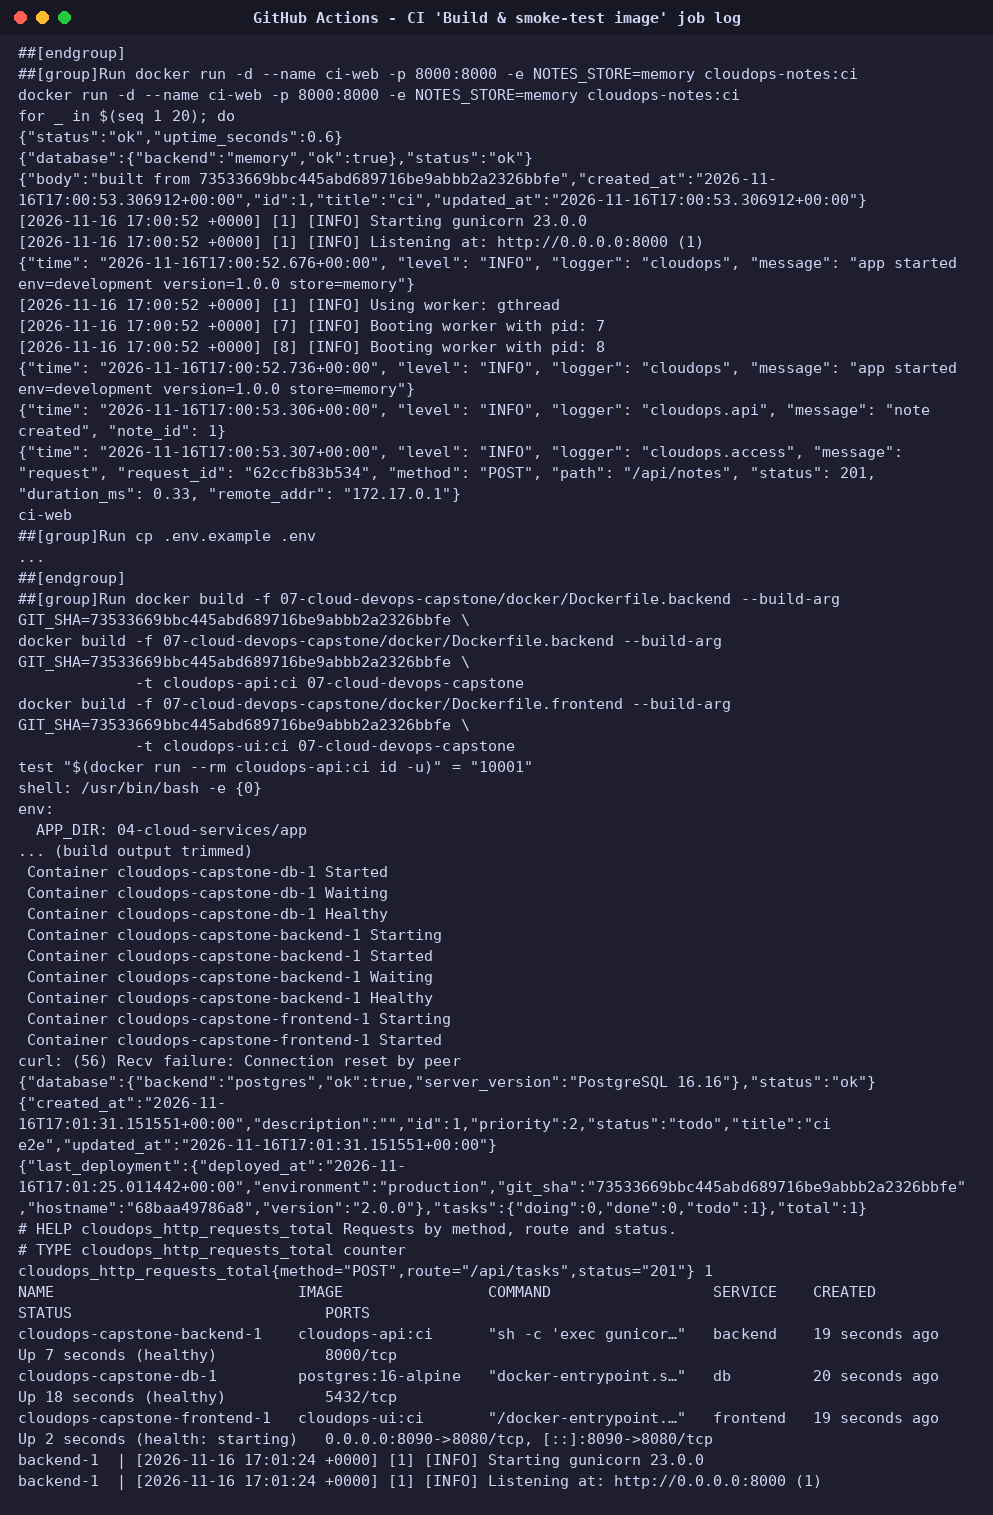 GitHub Actions - CI 'Build & smoke-test image' job log
##[endgroup]
##[group]Run docker run -d --name ci-web -p 8000:8000 -e NOTES_STORE=memory cloudops-notes:ci
docker run -d --name ci-web -p 8000:8000 -e NOTES_STORE=memory cloudops-notes:ci
for _ in $(seq 1 20); do
{"status":"ok","uptime_seconds":0.6}
{"database":{"backend":"memory","ok":true},"status":"ok"}
{"body":"built from 73533669bbc445abd689716be9abbb2a2326bbfe","created_at":"2026-11-
16T17:00:53.306912+00:00","id":1,"title":"ci","updated_at":"2026-11-16T17:00:53.306912+00:00"}
[2026-11-16 17:00:52 +0000] [1] [INFO] Starting gunicorn 23.0.0
[2026-11-16 17:00:52 +0000] [1] [INFO] Listening at: http://0.0.0.0:8000 (1)
{"time": "2026-11-16T17:00:52.676+00:00", "level": "INFO", "logger": "cloudops", "message": "app started
env=development version=1.0.0 store=memory"}
[2026-11-16 17:00:52 +0000] [1] [INFO] Using worker: gthread
[2026-11-16 17:00:52 +0000] [7] [INFO] Booting worker with pid: 7
[2026-11-16 17:00:52 +0000] [8] [INFO] Booting worker with pid: 8
{"time": "2026-11-16T17:00:52.736+00:00", "level": "INFO", "logger": "cloudops", "message": "app started
env=development version=1.0.0 store=memory"}
{"time": "2026-11-16T17:00:53.306+00:00", "level": "INFO", "logger": "cloudops.api", "message": "note
created", "note_id": 1}
{"time": "2026-11-16T17:00:53.307+00:00", "level": "INFO", "logger": "cloudops.access", "message":
"request", "request_id": "62ccfb83b534", "method": "POST", "path": "/api/notes", "status": 201,
"duration_ms": 0.33, "remote_addr": "172.17.0.1"}
ci-web
##[group]Run cp .env.example .env
...
##[endgroup]
##[group]Run docker build -f 07-cloud-devops-capstone/docker/Dockerfile.backend --build-arg
GIT_SHA=73533669bbc445abd689716be9abbb2a2326bbfe \
docker build -f 07-cloud-devops-capstone/docker/Dockerfile.backend --build-arg
GIT_SHA=73533669bbc445abd689716be9abbb2a2326bbfe \
             -t cloudops-api:ci 07-cloud-devops-capstone
docker build -f 07-cloud-devops-capstone/docker/Dockerfile.frontend --build-arg
GIT_SHA=73533669bbc445abd689716be9abbb2a2326bbfe \
             -t cloudops-ui:ci 07-cloud-devops-capstone
test "$(docker run --rm cloudops-api:ci id -u)" = "10001"
shell: /usr/bin/bash -e {0}
env:
  APP_DIR: 04-cloud-services/app
... (build output trimmed)
 Container cloudops-capstone-db-1 Started
 Container cloudops-capstone-db-1 Waiting
 Container cloudops-capstone-db-1 Healthy
 Container cloudops-capstone-backend-1 Starting
 Container cloudops-capstone-backend-1 Started
 Container cloudops-capstone-backend-1 Waiting
 Container cloudops-capstone-backend-1 Healthy
 Container cloudops-capstone-frontend-1 Starting
 Container cloudops-capstone-frontend-1 Started
curl: (56) Recv failure: Connection reset by peer
{"database":{"backend":"postgres","ok":true,"server_version":"PostgreSQL 16.16"},"status":"ok"}
{"created_at":"2026-11-
16T17:01:31.151551+00:00","description":"","id":1,"priority":2,"status":"todo","title":"ci
e2e","updated_at":"2026-11-16T17:01:31.151551+00:00"}
{"last_deployment":{"deployed_at":"2026-11-
16T17:01:25.011442+00:00","environment":"production","git_sha":"73533669bbc445abd689716be9abbb2a2326bbfe"
,"hostname":"68baa49786a8","version":"2.0.0"},"tasks":{"doing":0,"done":0,"todo":1},"total":1}
# HELP cloudops_http_requests_total Requests by method, route and status.
# TYPE cloudops_http_requests_total counter
cloudops_http_requests_total{method="POST",route="/api/tasks",status="201"} 1
NAME                           IMAGE                COMMAND                  SERVICE    CREATED
STATUS                            PORTS
cloudops-capstone-backend-1    cloudops-api:ci      "sh -c 'exec gunicor…"   backend    19 seconds ago
Up 7 seconds (healthy)            8000/tcp
cloudops-capstone-db-1         postgres:16-alpine   "docker-entrypoint.s…"   db         20 seconds ago
Up 18 seconds (healthy)           5432/tcp
cloudops-capstone-frontend-1   cloudops-ui:ci       "/docker-entrypoint.…"   frontend   19 seconds ago
Up 2 seconds (health: starting)   0.0.0.0:8090->8080/tcp, [::]:8090->8080/tcp
backend-1  | [2026-11-16 17:01:24 +0000] [1] [INFO] Starting gunicorn 23.0.0
backend-1  | [2026-11-16 17:01:24 +0000] [1] [INFO] Listening at: http://0.0.0.0:8000 (1)